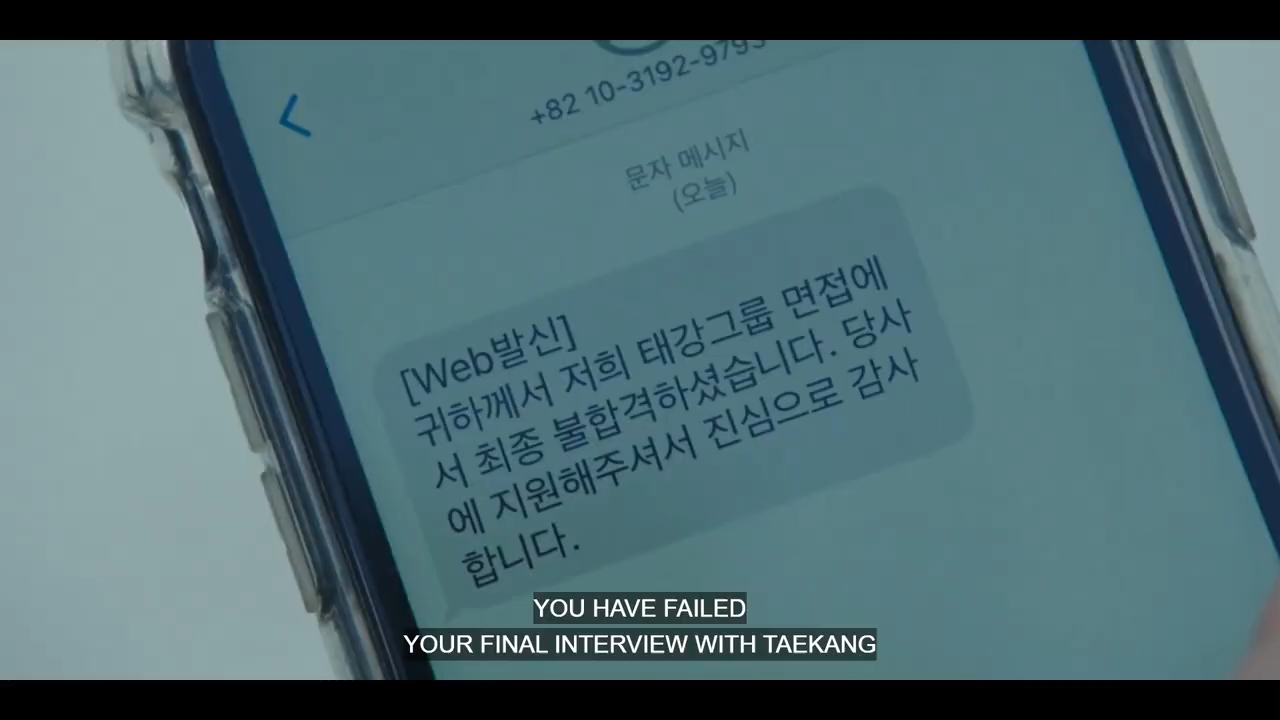 +82 10-3192-9793
문자 메시지
(오늘)
[Web발신]
귀하께서 저희 태강그룹 면접에
서 최종 불합격하셨습니다. 당사
에 지원해주셔서 진심으로 감사
합니다.
YOU HAVE FAILED
YOUR FINAL INTERVIEW WITH TAEKANG